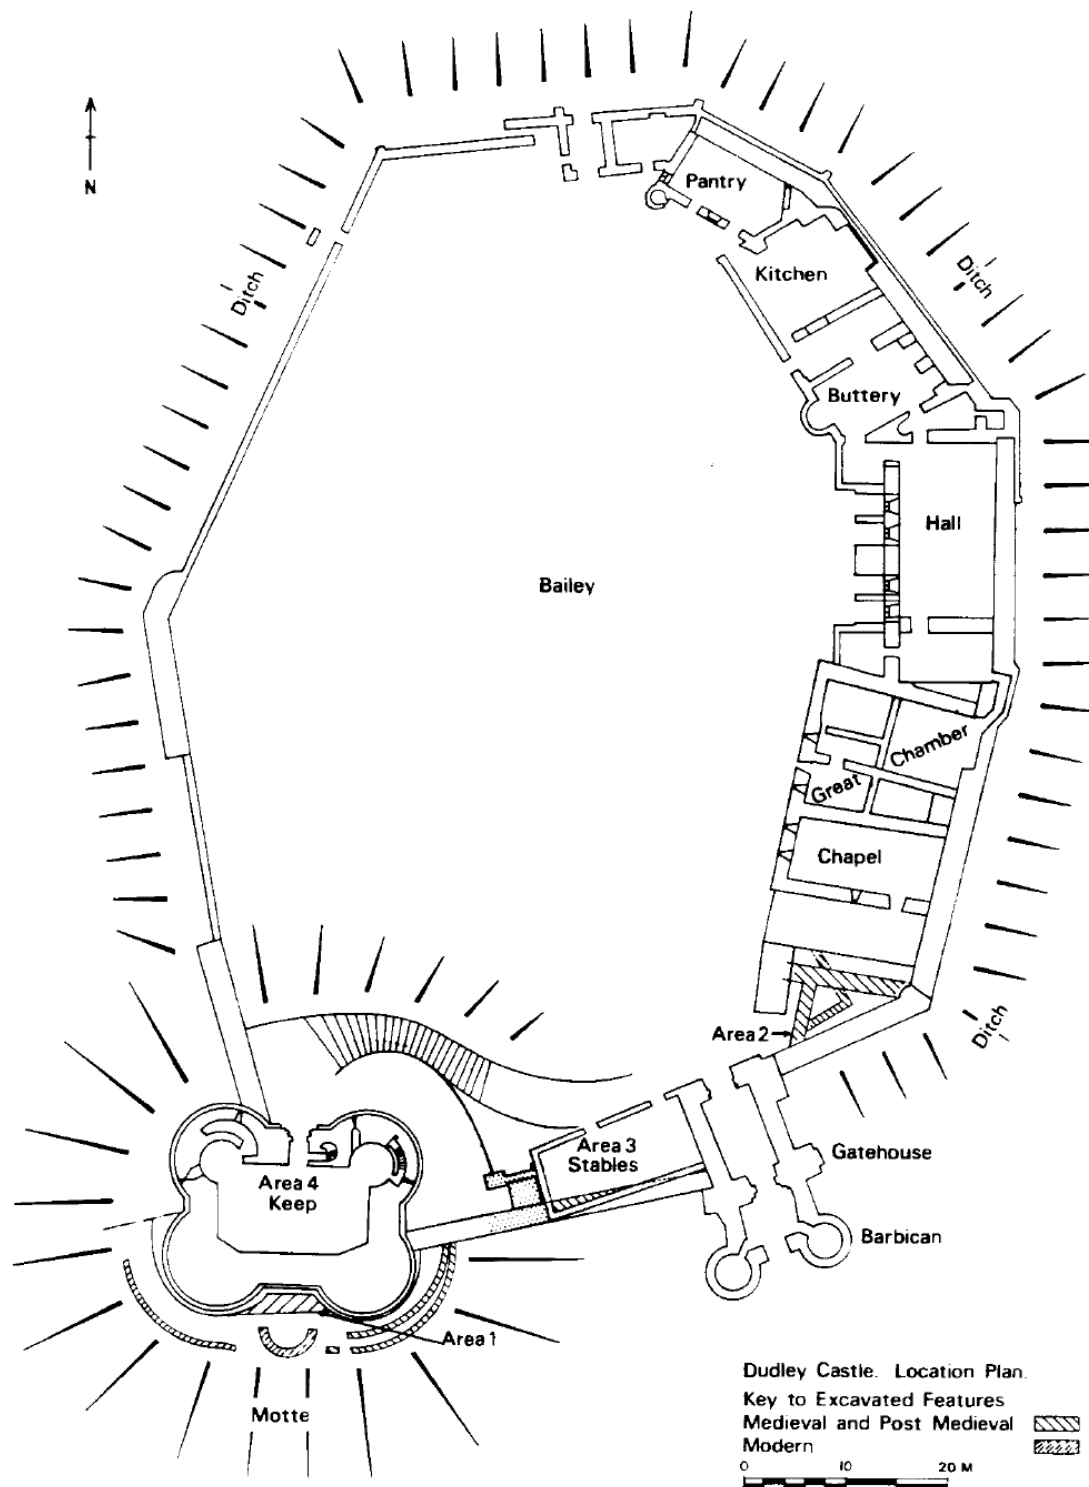 N
Pantry
Kitchen
Ditch
Ditch
Buttery
Hall
Bailey
Great Chamber
Chapel
Area 2
Ditch
Area 3
Stables
Gatehouse
Area 4
Keep
Barbican
Area 1
Motte
Dudley Castle. Location Plan.
Key to Excavated Features
Medieval and Post Medieval
Modern
0 10 20 M